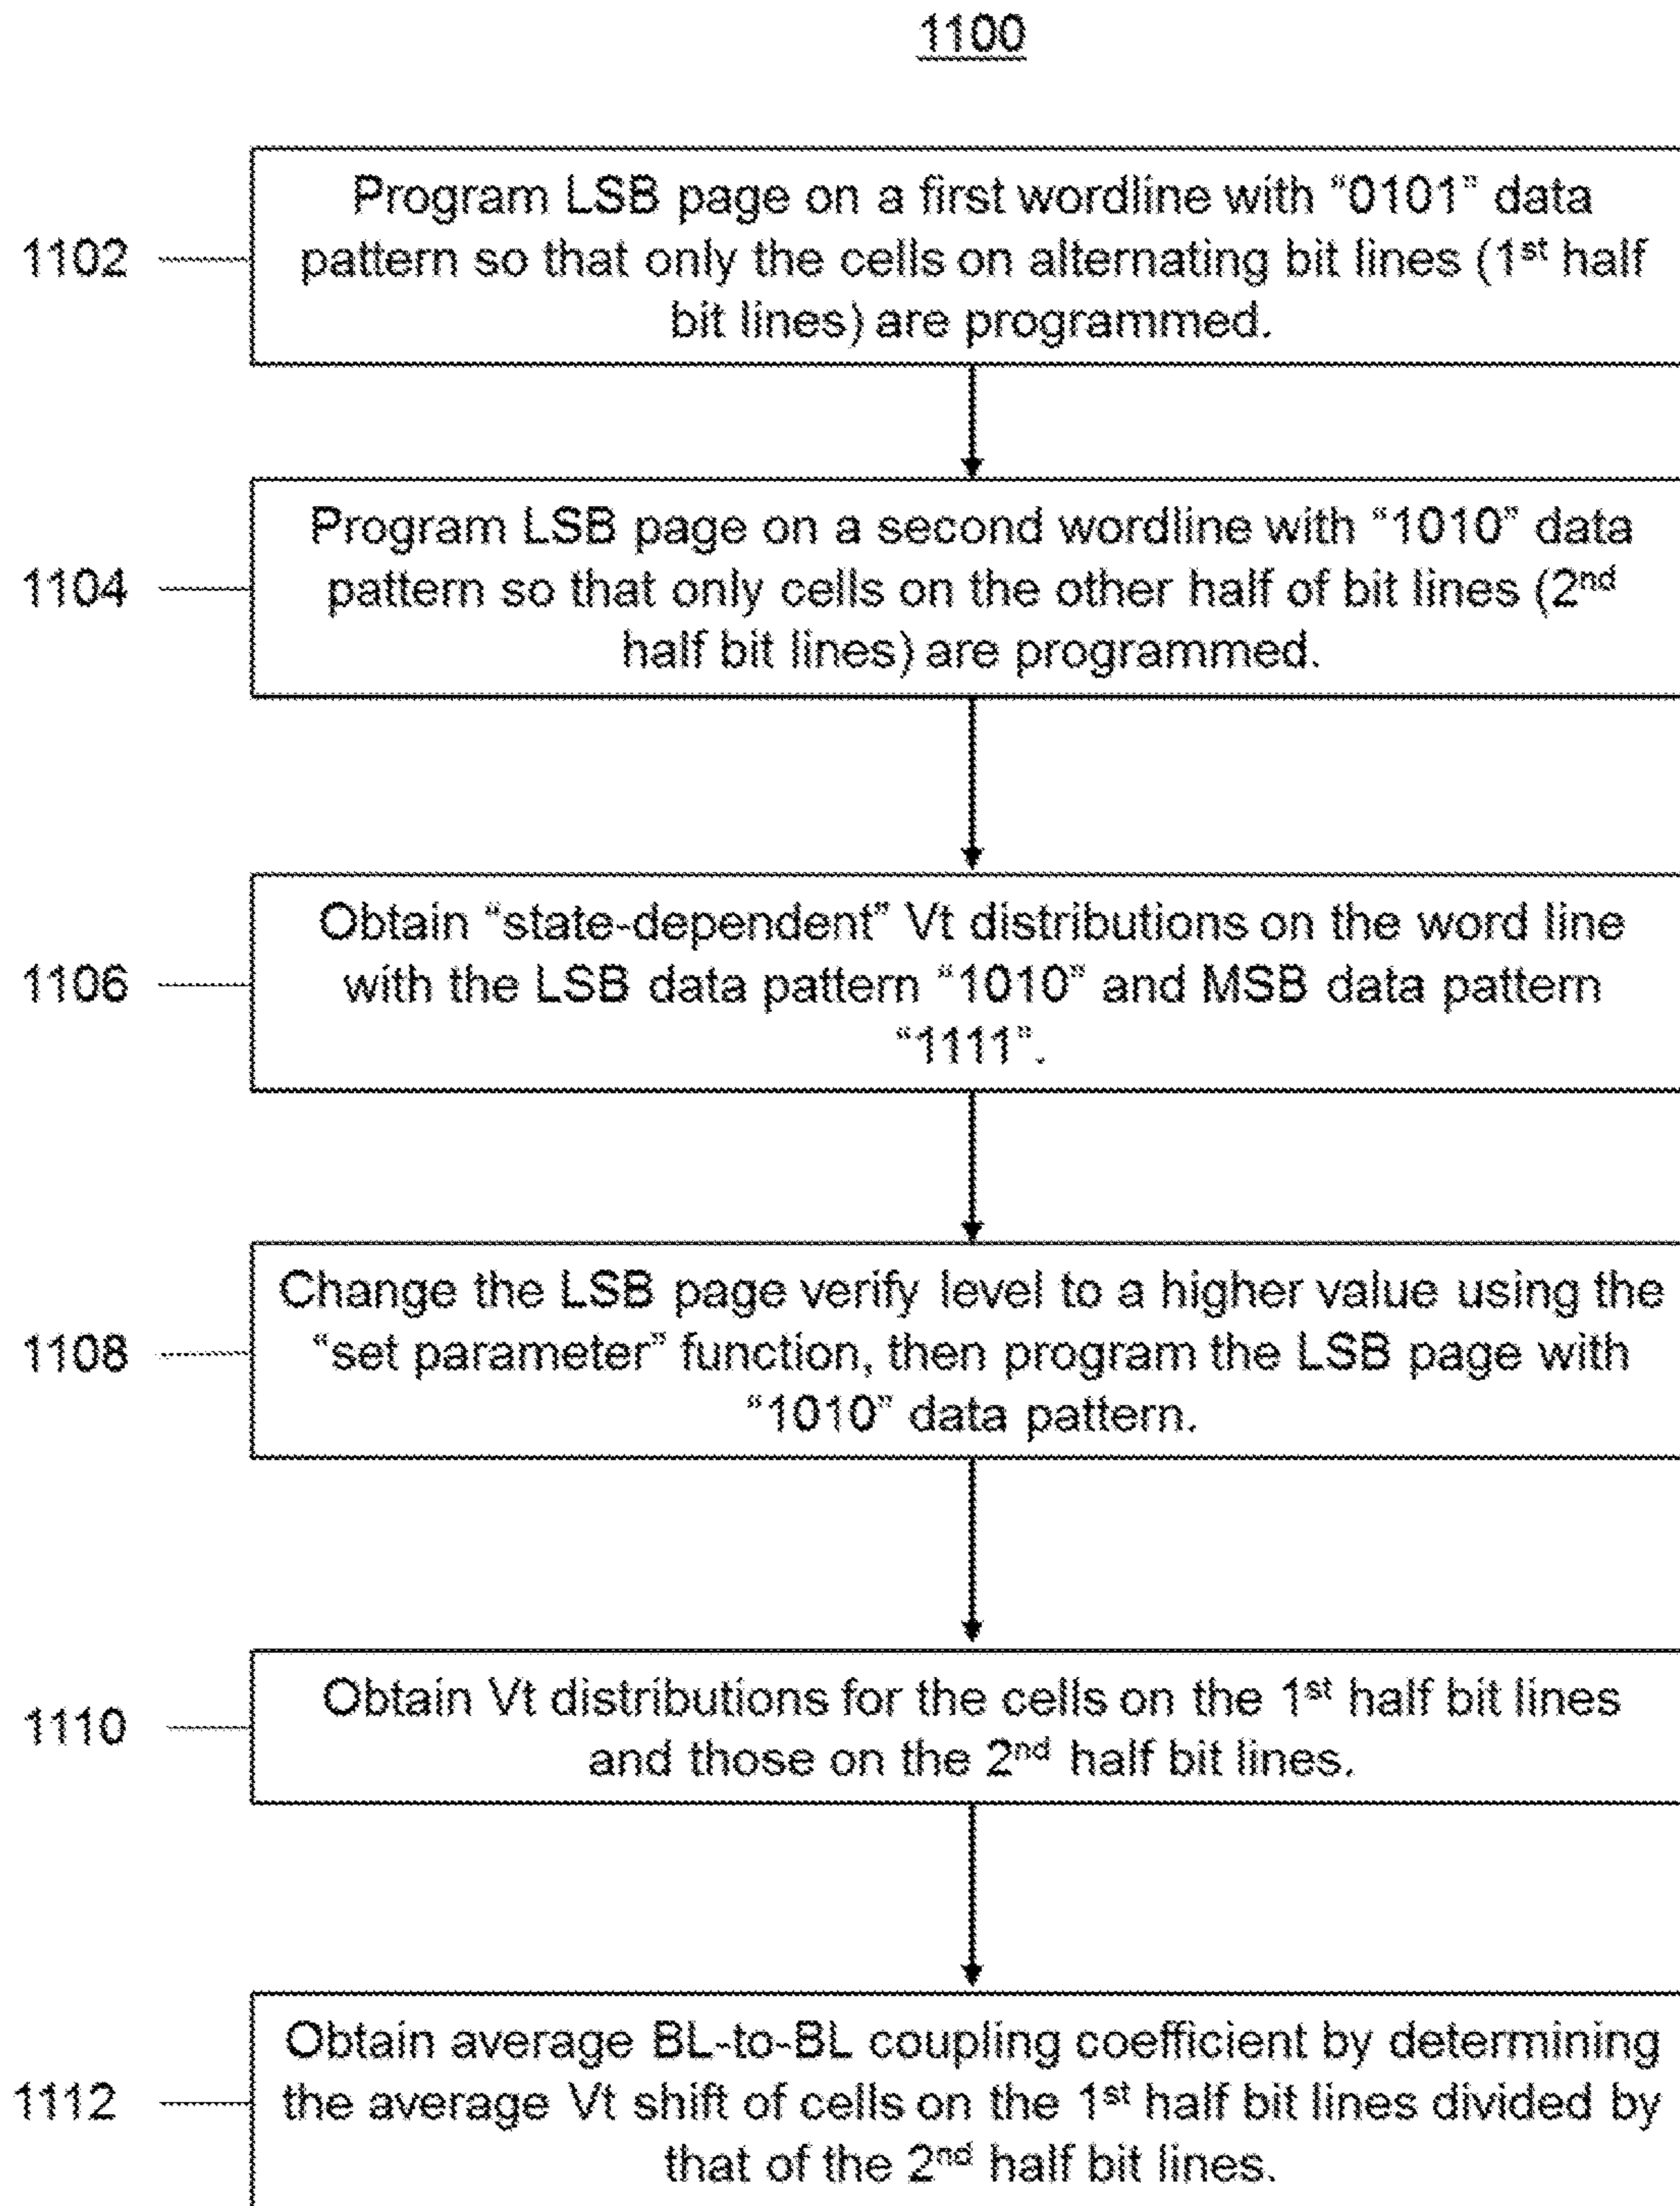 1100
Program LSB page on a first wordline with “0101” data
1102
pattern so that only the cells on alternating bit lines (1st half
bit lines) are programmed.
Program LSB page on a second wordline with “1010” data
1104
pattern so that only cells on the other half of bit lines (2nd
half bit lines) are programmed.
Obtain “state-dependent” Vt distributions on the word line
1106
with the LSB data pattern “1010” and MSB data pattern
“1111”.
Change the LSB page verify level to a higher value using the
1108
“set parameter” function, then program the LSB page with
“1010” data pattern.
Obtain Vt distributions for the cells on the 1st half bit lines
1110
and those on the 2nd half bit lines.
Obtain average BL-to-BL coupling coefficient by determining
1112
the average Vt shift of cells on the 1st half bit lines divided by
that of the 2nd half bit lines.